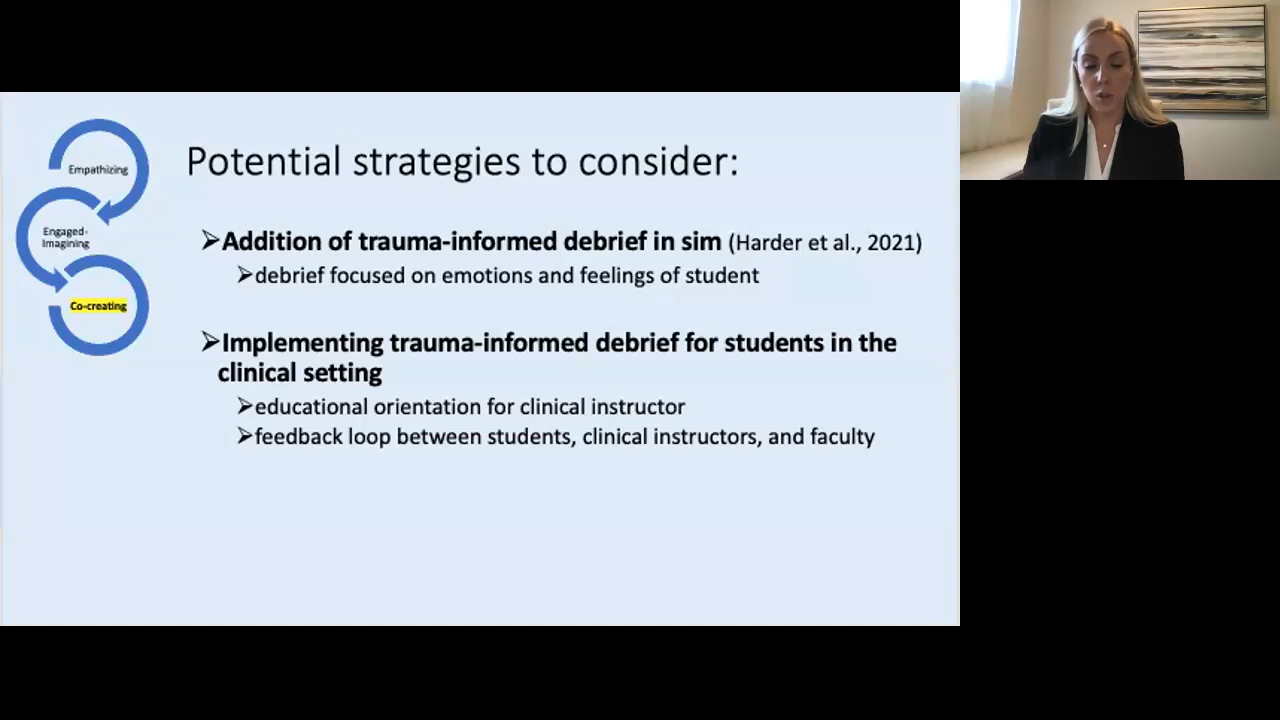 Empathizing
Engaged-
Imagining
Co-creating
Potential strategies to consider:
➢Addition of trauma-informed debrief in sim (Harder et al., 2021)
➢debrief focused on emotions and feelings of student
➢Implementing trauma-informed debrief for students in the
clinical setting
➢educational orientation for clinical instructor
➢feedback loop between students, clinical instructors, and faculty